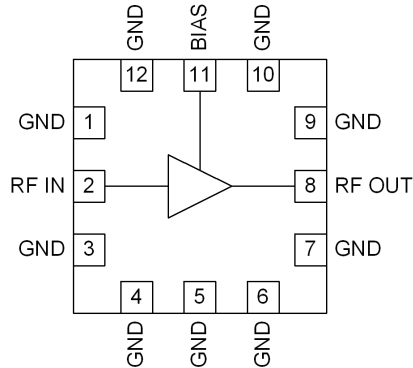 GND
BIAS
GND
12
11
10
GND 1
9 GND
RF IN 2
8 RF OUT
GND 3
7 GND
4
5
6
GND
GND
GND